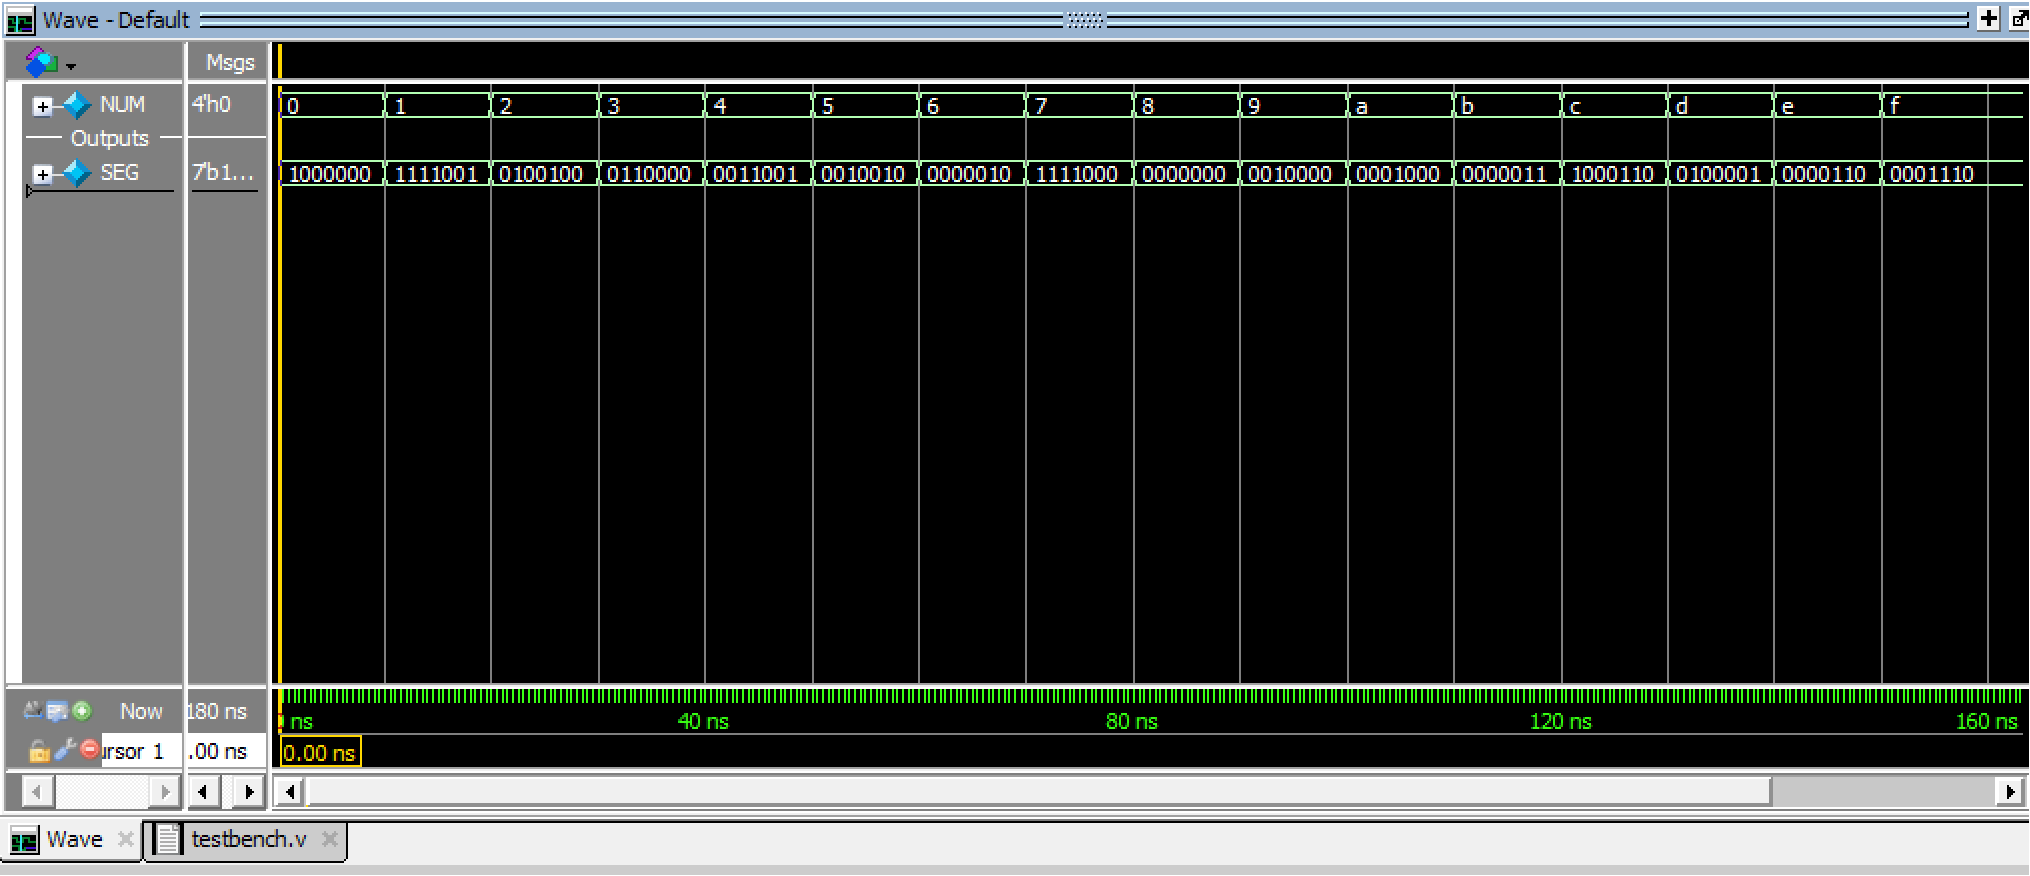 Wave - Default
Msgs
NUM 4'h0 0 1 2 3 4 5 6 7 8 9 a b c d e f
Outputs
SEG 7'b1... 1000000 1111001 0100100 0110000 0011001 0010010 0000010 1111000 0000000 0010000 0001000 0000011 1000110 0100001 0000110 0001110
Now 180 ns ns 40 ns 80 ns 120 ns 160 ns
ursor 1 .00 ns 0.00 ns
Wave testbench.v